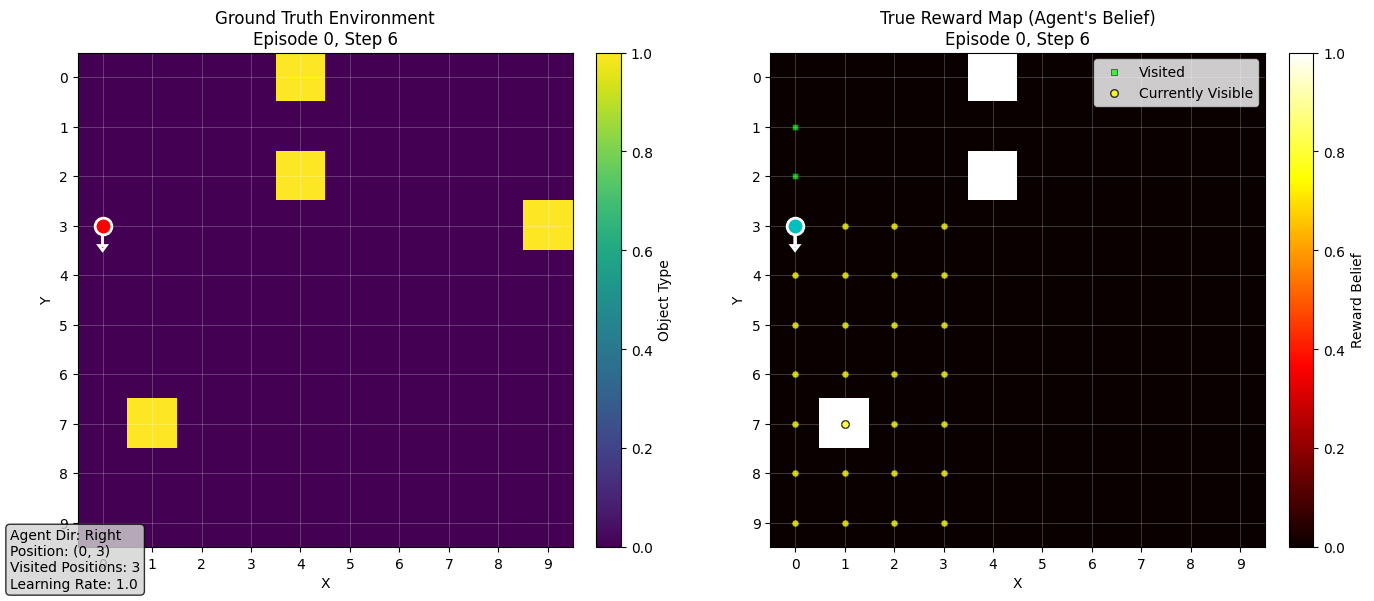 Ground Truth Environment
Episode 0, Step 6
True Reward Map (Agent's Belief)
Episode 0, Step 6
0
1
2
3
4
5
6
7
8
9
Y
0 1 2 3 4 5 6 7 8 9
X
1.0
0.8
0.6
0.4
0.2
0.0
Object Type
Agent Dir: Right
Position: (0, 3)
Visited Positions: 3
Learning Rate: 1.0
Visited
Currently Visible
0
1
2
3
4
5
6
7
8
9
Y
0 1 2 3 4 5 6 7 8 9
X
1.0
0.8
0.6
0.4
0.2
0.0
Reward Belief